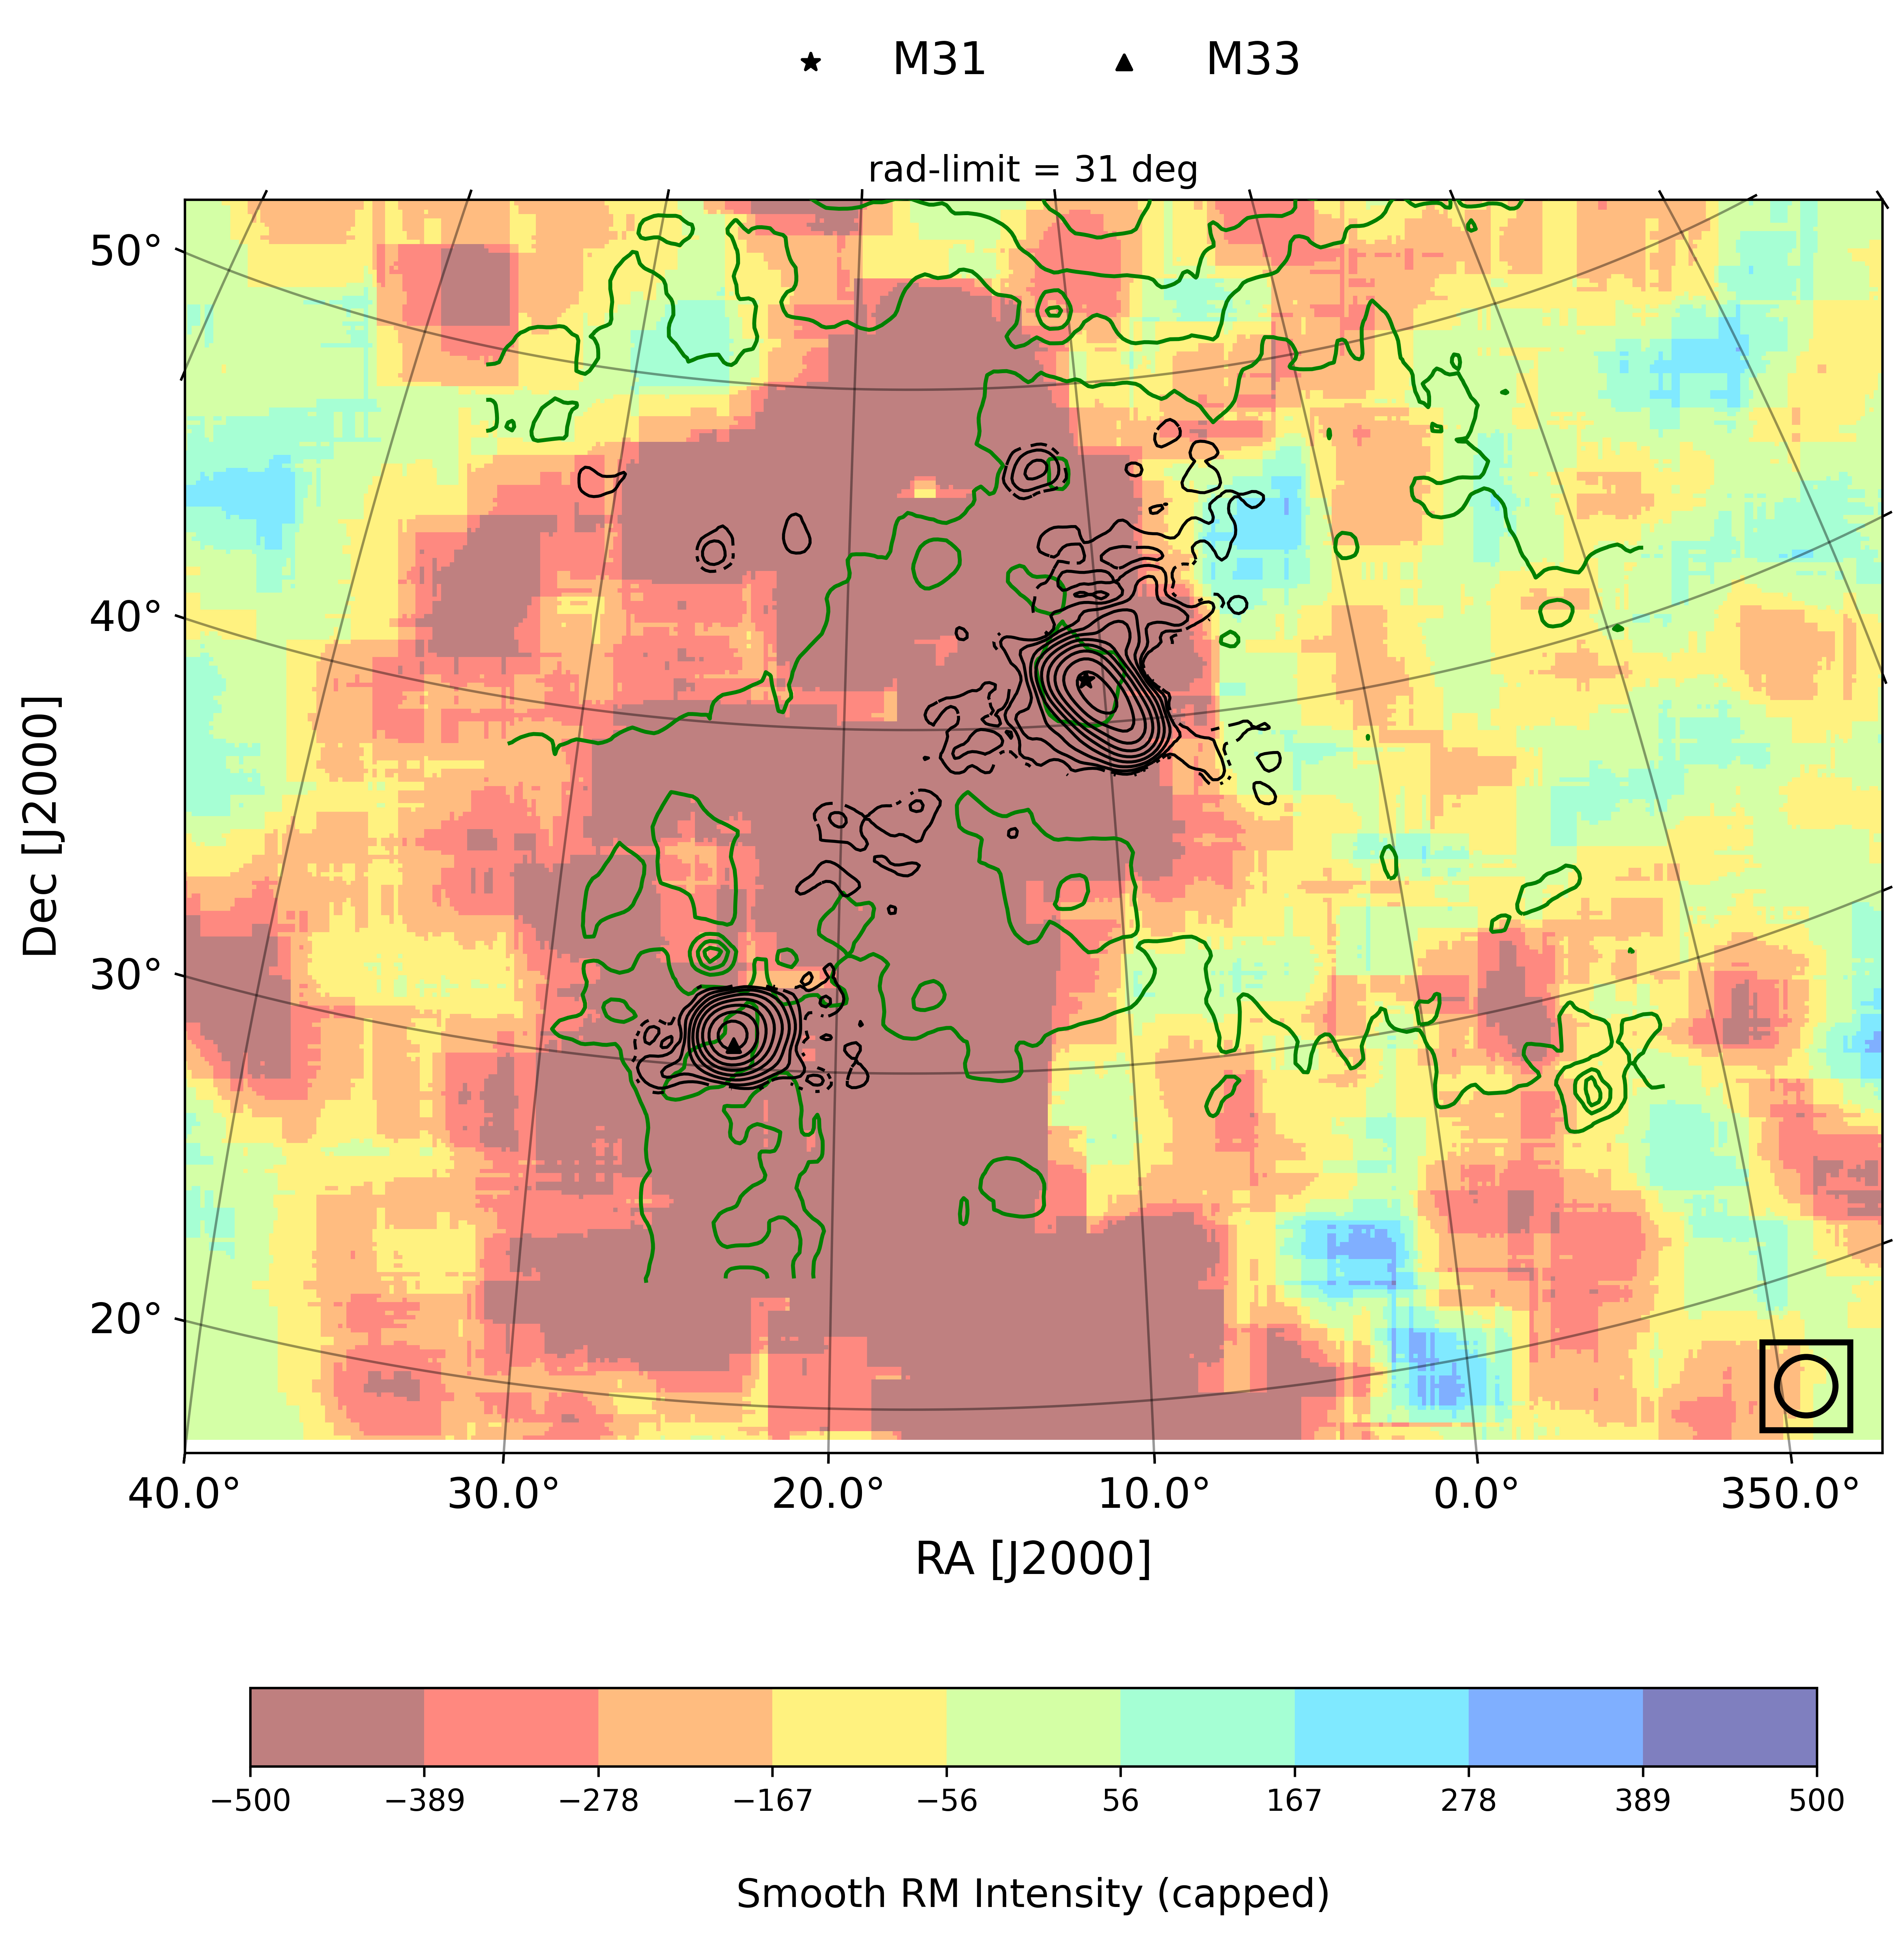 M31 M33
rad-limit = 31 deg
50°
40°
30°
20°
Dec [J2000]
40.0° 30.0° 20.0° 10.0° 0.0° 350.0°
RA [J2000]
−500 −389 −278 −167 −56 56 167 278 389 500
Smooth RM Intensity (capped)